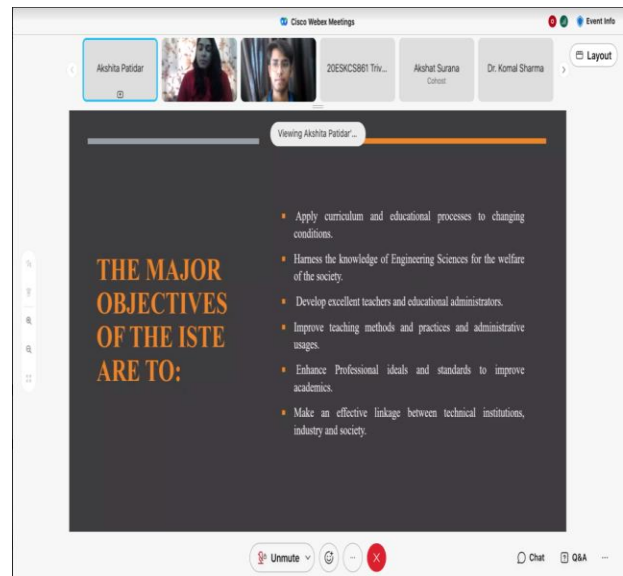 Cisco Webex Meetings
Event Info
Akshita Patidar
20ESKCS861 Triv...
Akshat Surana
Cohost
Dr. Komal Sharma
Layout
Viewing Akshita Patidar'...
THE MAJOR
OBJECTIVES
OF THE ISTE
ARE TO:
Apply curriculum and educational processes to changing
conditions.
Harness the knowledge of Engineering Sciences for the welfare
of the society.
Develop excellent teachers and educational administrators.
Improve teaching methods and practices and administrative
usages.
Enhance Professional ideals and standards to improve
academics.
Make an effective linkage between technical institutions,
industry and society.
Unmute
Chat
Q&A